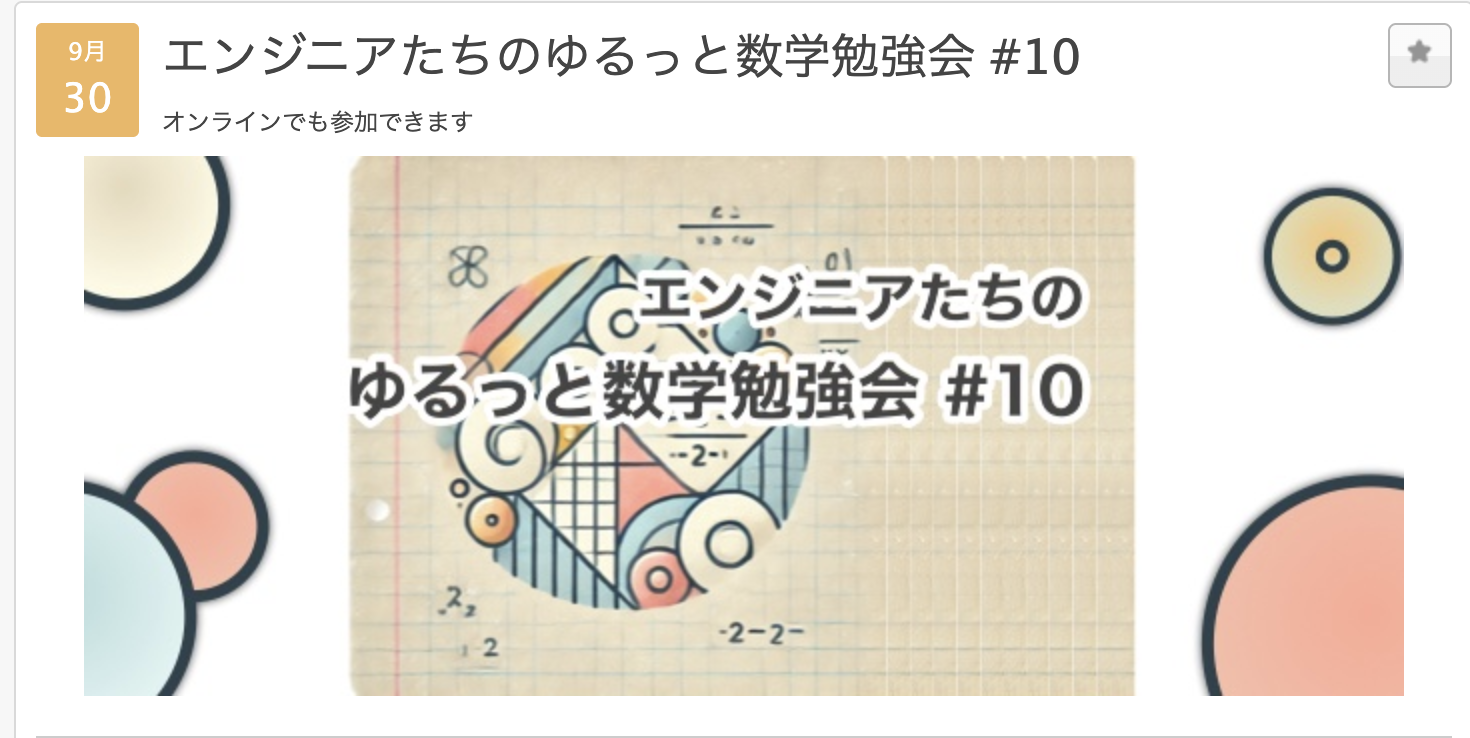 9月
30
エンジニアたちのゆるっと数学勉強会 #10
オンラインでも参加できます
エンジニアたちの
ゆるっと数学勉強会 #10
--2-
2
-2-2-